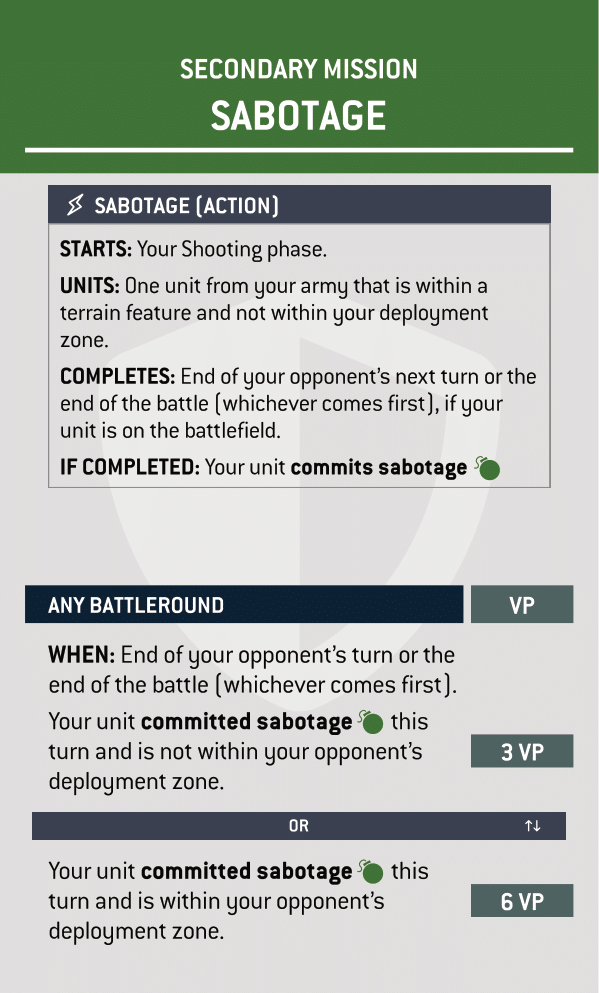 SECONDARY MISSION
SABOTAGE
SABOTAGE (ACTION)
STARTS: Your Shooting phase.
UNITS: One unit from your army that is within a
terrain feature and not within your deployment
zone.
COMPLETES: End of your opponent’s next turn or the
end of the battle (whichever comes first), if your
unit is on the battlefield.
IF COMPLETED: Your unit commits sabotage
ANY BATTLEROUND VP
WHEN: End of your opponent’s turn or the
end of the battle (whichever comes first).
Your unit committed sabotage this
turn and is not within your opponent’s
deployment zone.
3 VP
OR ↑↓
Your unit committed sabotage this
turn and is within your opponent’s
deployment zone.
6 VP